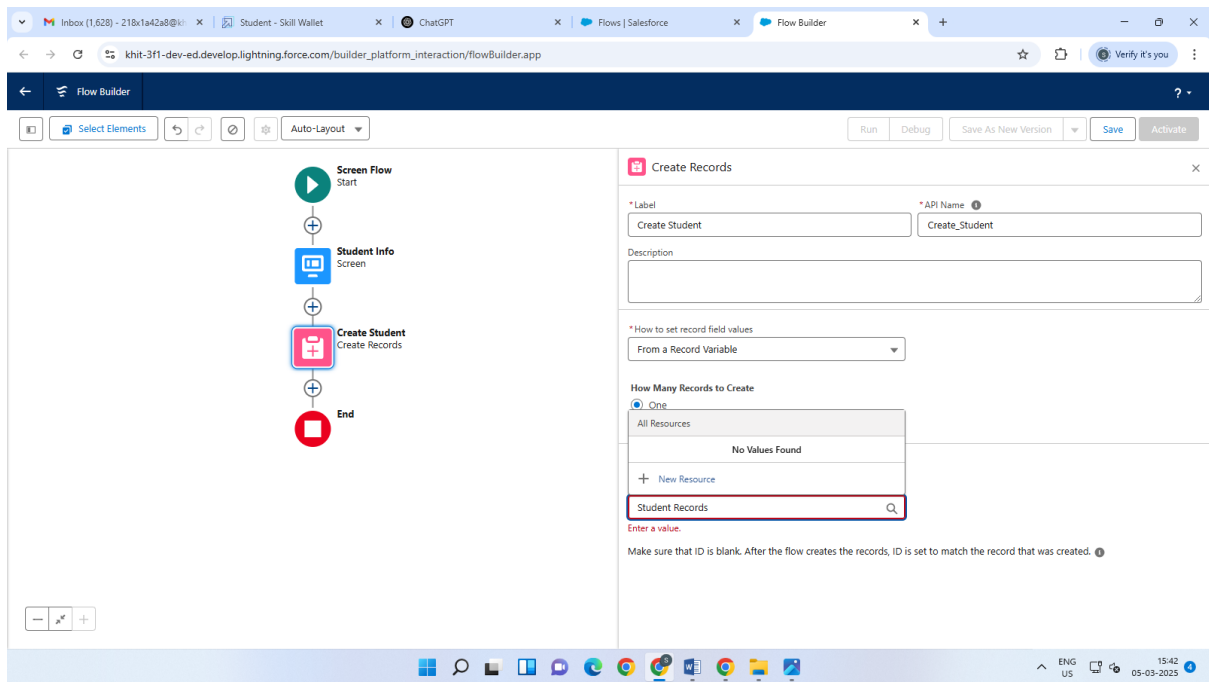 Inbox (1,628) - 218x1a42a8@kh
Student - Skill Wallet
ChatGPT
Flows | Salesforce
Flow Builder
khit-3f1-dev-ed.develop.lightning.force.com/builder_platform_interaction/flowBuilder.app
Verify it's you
Flow Builder
?
Select Elements
Auto-Layout
Run
Debug
Save As New Version
Save
Activate
Screen Flow
Start
Student Info
Screen
Create Student
Create Records
End
Create Records
*Label
*API Name
Create Student
Create_Student
Description
*How to set record field values
From a Record Variable
How Many Records to Create
One
All Resources
No Values Found
+ New Resource
Student Records
Enter a value.
Make sure that ID is blank. After the flow creates the records, ID is set to match the record that was created.
ENG
US
15:42
05-03-2025
4